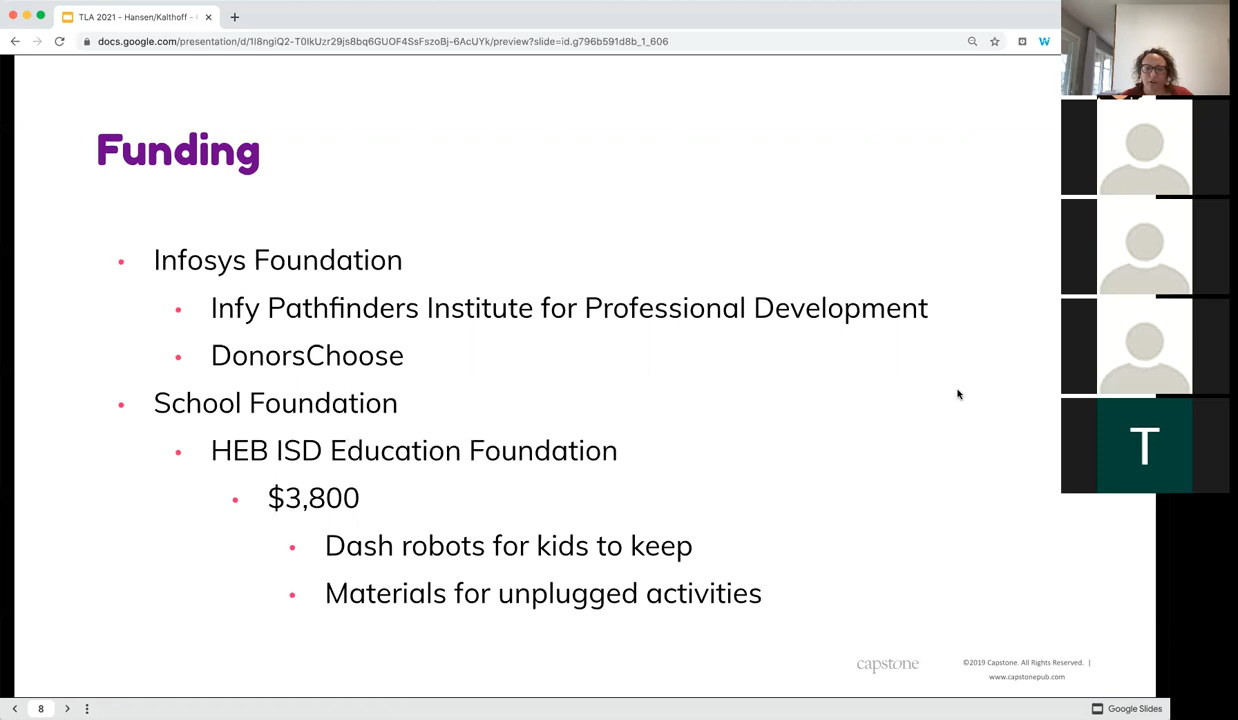 TLA 2021 - Hansen/Kalthoff -
docs.google.com/presentation/d/1I8ngiQ2-T0IkUzr29js8bq6GUOF4SsFszoBj-6AcUYk/preview?slide=id.g796b591d8b_1_606
W
Funding
• Infosys Foundation
• Infy Pathfinders Institute for Professional Development
• DonorsChoose
• School Foundation
• HEB ISD Education Foundation
• $3,800
• Dash robots for kids to keep
• Materials for unplugged activities
T
capstone
©2019 Capstone. All Rights Reserved. |
www.capstonepub.com
8
Google Slides